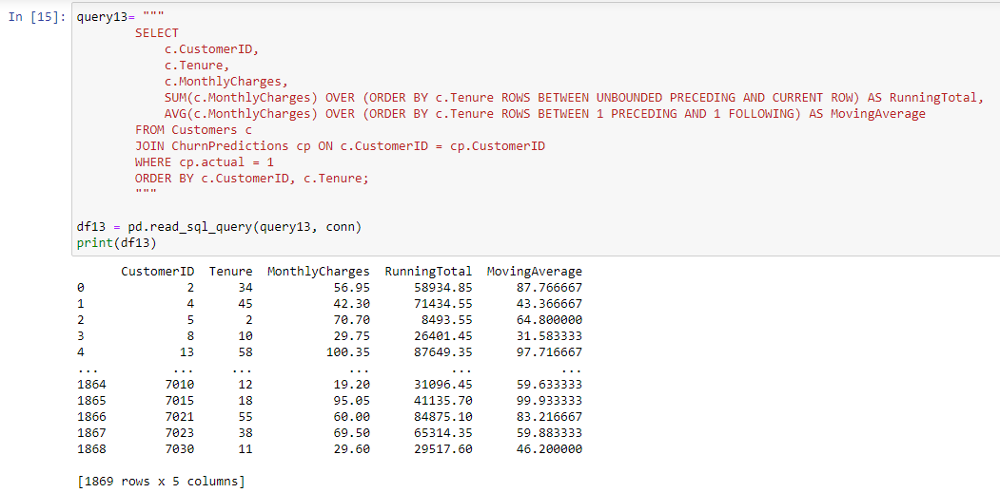 In [15]: query13= """
SELECT
c.CustomerID,
c.Tenure,
c.MonthlyCharges,
SUM(c.MonthlyCharges) OVER (ORDER BY c.Tenure ROWS BETWEEN UNBOUNDED PRECEDING AND CURRENT ROW) AS RunningTotal,
AVG(c.MonthlyCharges) OVER (ORDER BY c.Tenure ROWS BETWEEN 1 PRECEDING AND 1 FOLLOWING) AS MovingAverage
FROM Customers c
JOIN ChurnPredictions cp ON c.CustomerID = cp.CustomerID
WHERE cp.actual = 1
ORDER BY c.CustomerID, c.Tenure;
"""
df13 = pd.read_sql_query(query13, conn)
print(df13)
CustomerID Tenure MonthlyCharges RunningTotal MovingAverage
0 2 34 56.95 58934.85 87.766667
1 4 45 42.30 71434.55 43.366667
2 5 2 70.70 8493.55 64.800000
3 8 10 29.75 26401.45 31.583333
4 13 58 100.35 87649.35 97.716667
... ... ... ... ... ...
1864 7010 12 19.20 31096.45 59.633333
1865 7015 18 95.05 41135.70 99.933333
1866 7021 55 60.00 84875.10 83.216667
1867 7023 38 69.50 65314.35 59.883333
1868 7030 11 29.60 29517.60 46.200000
[1869 rows x 5 columns]